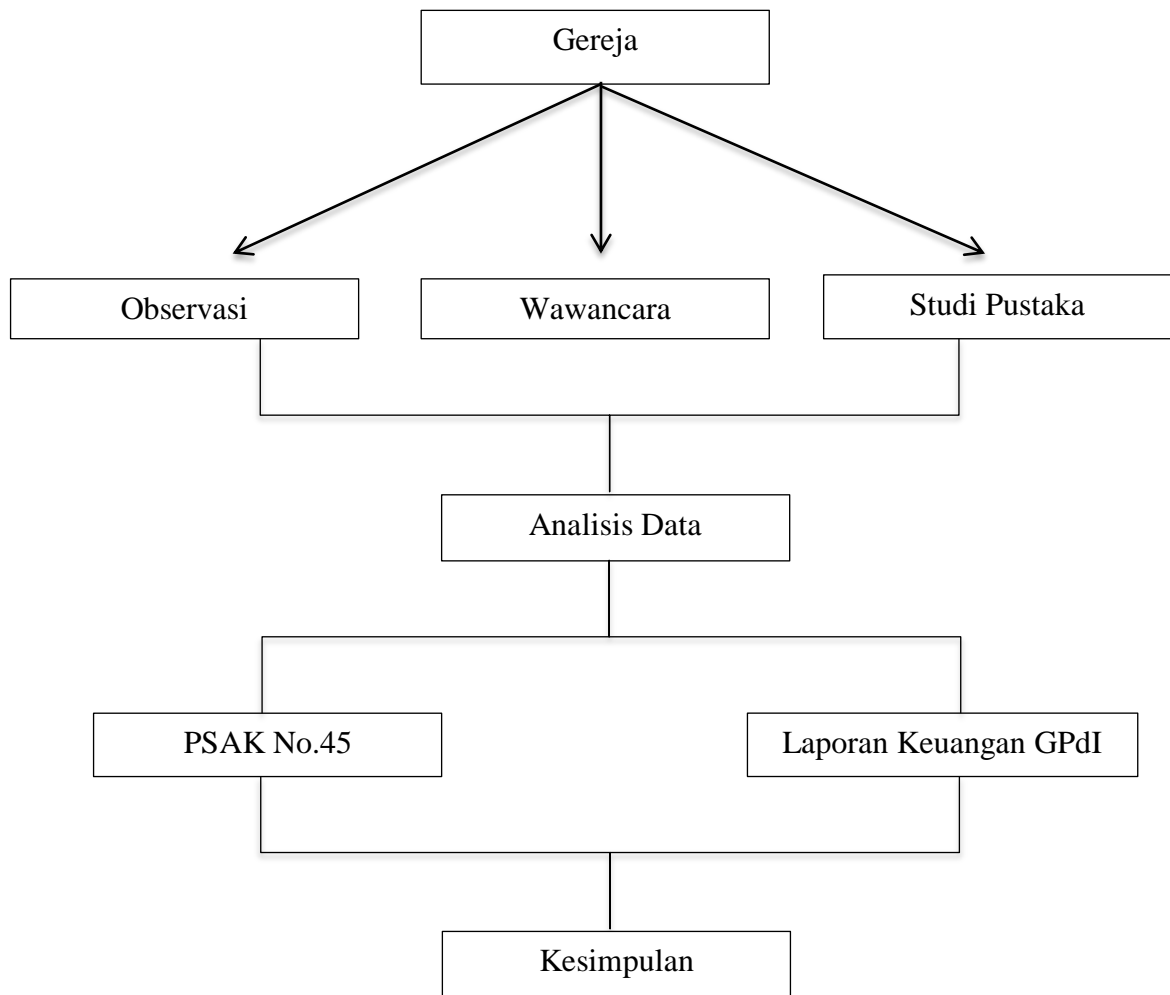 Gereja
Observasi
Wawancara
Studi Pustaka
Analisis Data
PSAK No.45
Laporan Keuangan GPdI
Kesimpulan